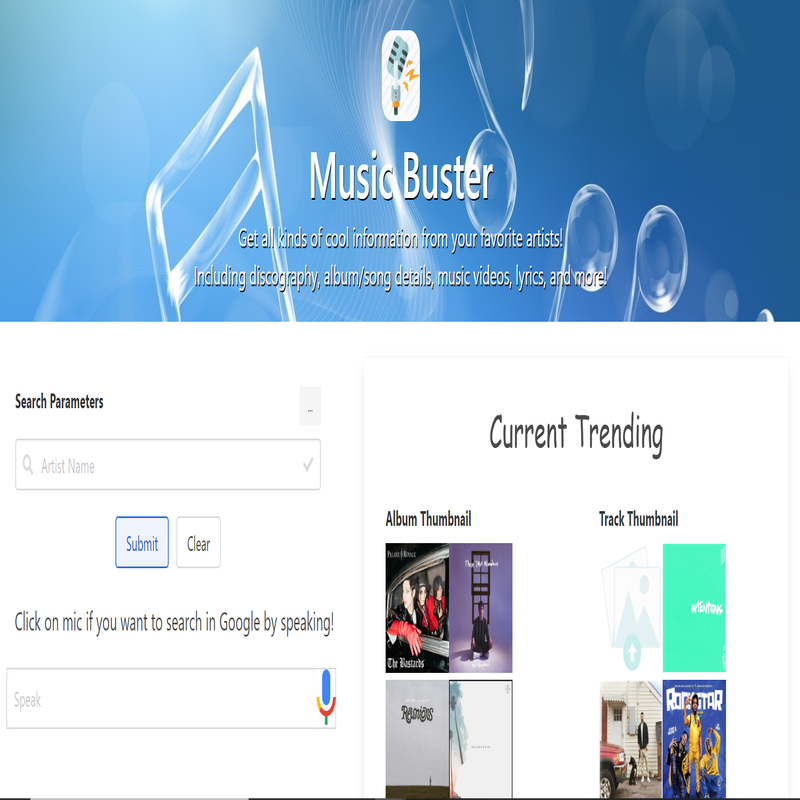 Music Buster
Get all kinds of cool information from your favorite artists!
Including discography, album/song details, music videos, lyrics, and more!
Search Parameters
...
Artist Name
Submit
Clear
Click on mic if you want to search in Google by speaking!
Speak
Current Trending
Album Thumbnail
Track Thumbnail
PALAYE ROYALE
The Bastards
INTENTIONS
REUNIONS
ROCKSTAR